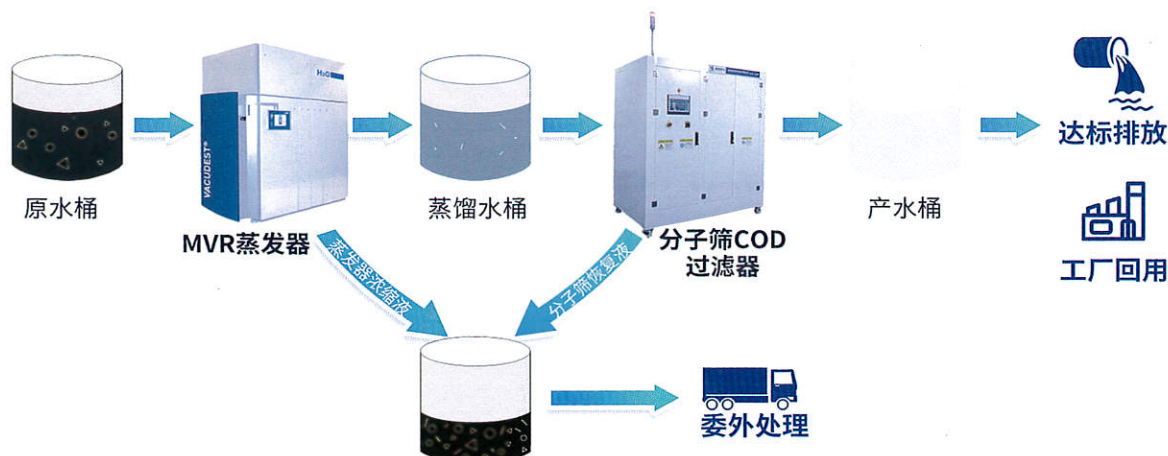 H₂O
VACUDEST®
原水桶
MVR蒸发器
蒸馏水桶
分子筛COD
过滤器
产水桶
达标排放
工厂回用
蒸发器浓缩液
分子筛恢复液
委外处理